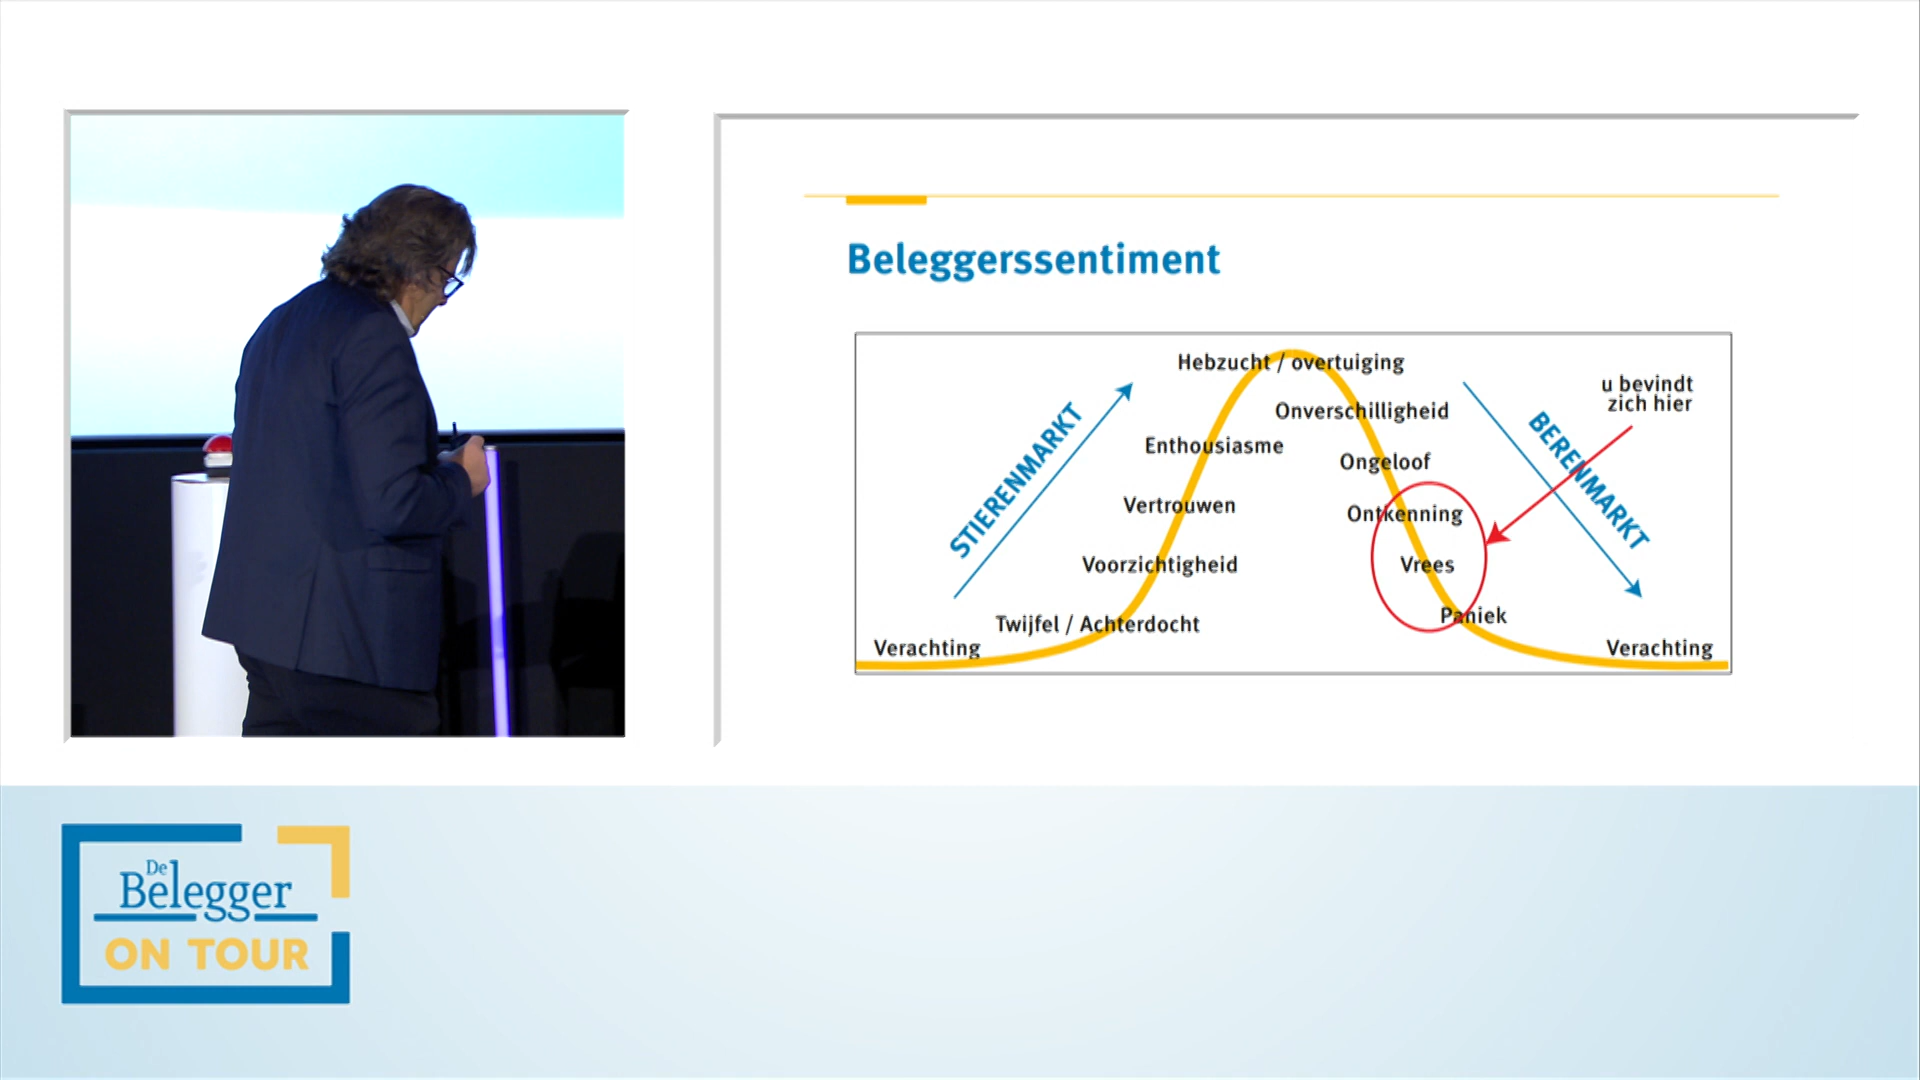 Beleggerssentiment
Hebzucht / overtuiging
u bevindt
zich hier
Onverschilligheid
STIERENMARKT
BERENMARKT
Enthousiasme
Ongeloof
Vertrouwen
Ontkenning
Voorzichtigheid
Vrees
Twijfel / Achterdocht
Paniek
Verachting
Verachting
De
Belegger
ON TOUR